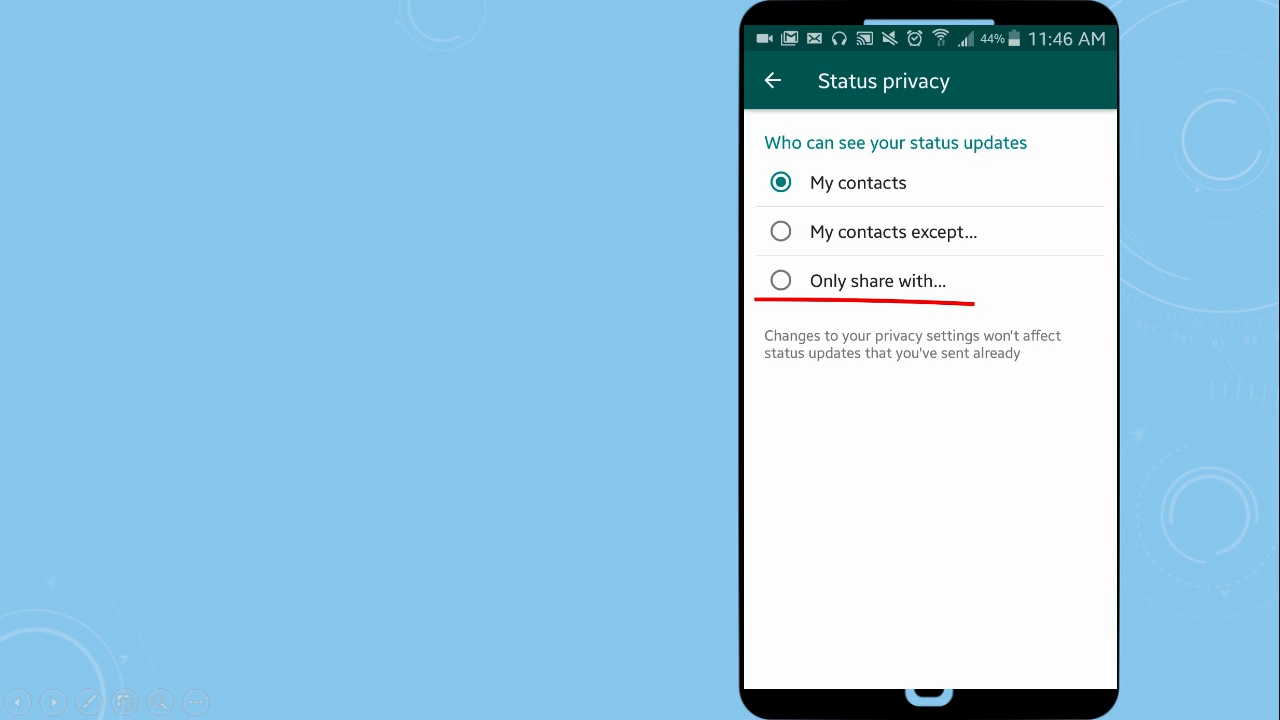 44% 11:46 AM
Status privacy
Who can see your status updates
My contacts
My contacts except...
Only share with...
Changes to your privacy settings won't affect
status updates that you've sent already